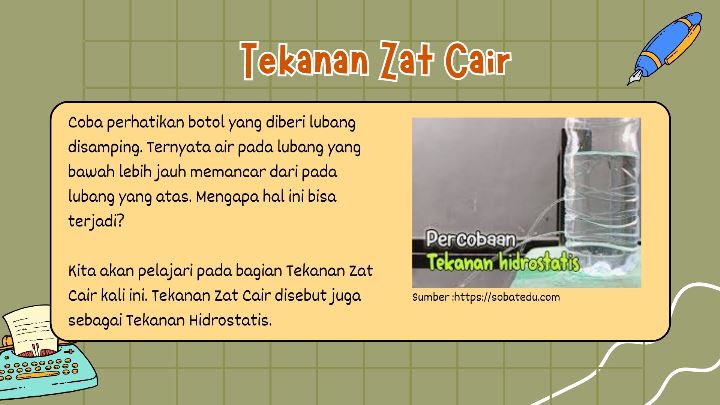 Tekanan Zat Cair
Coba perhatikan botol yang diberi lubang
disamping. Ternyata air pada lubang yang
bawah lebih jauh memancar dari pada
lubang yang atas. Mengapa hal ini bisa
terjadi?
Kita akan pelajari pada bagian Tekanan Zat
Cair kali ini. Tekanan Zat Cair disebut juga
sebagai Tekanan Hidrostatis.
Percobaan
Tekanan hidrostatis
Sumber :https://sobatedu.com